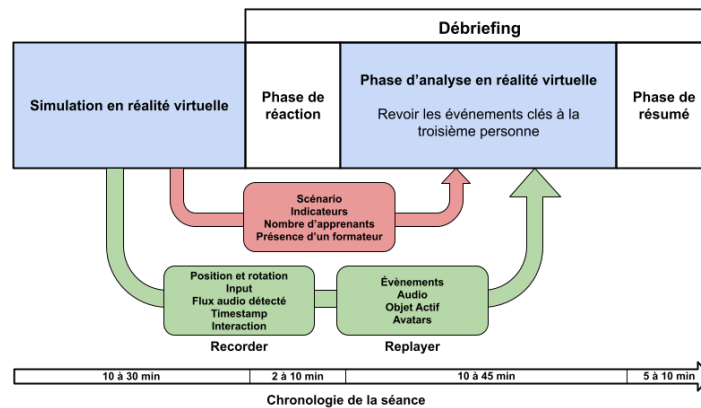 Débriefing
Simulation en réalité virtuelle
Phase de
réaction
Phase d'analyse en réalité virtuelle
Revoir les événements clés à la
troisième personne
Phase de
résumé
Scénario
Indicateurs
Nombre d'apprenants
Présence d'un formateur
Position et rotation
Input
Flux audio détecté
Timestamp
Interaction
Recorder
Évènements
Audio
Objet Actif
Avatars
Replayer
10 à 30 min
2 à 10 min
10 à 45 min
5 à 10 min
Chronologie de la séance